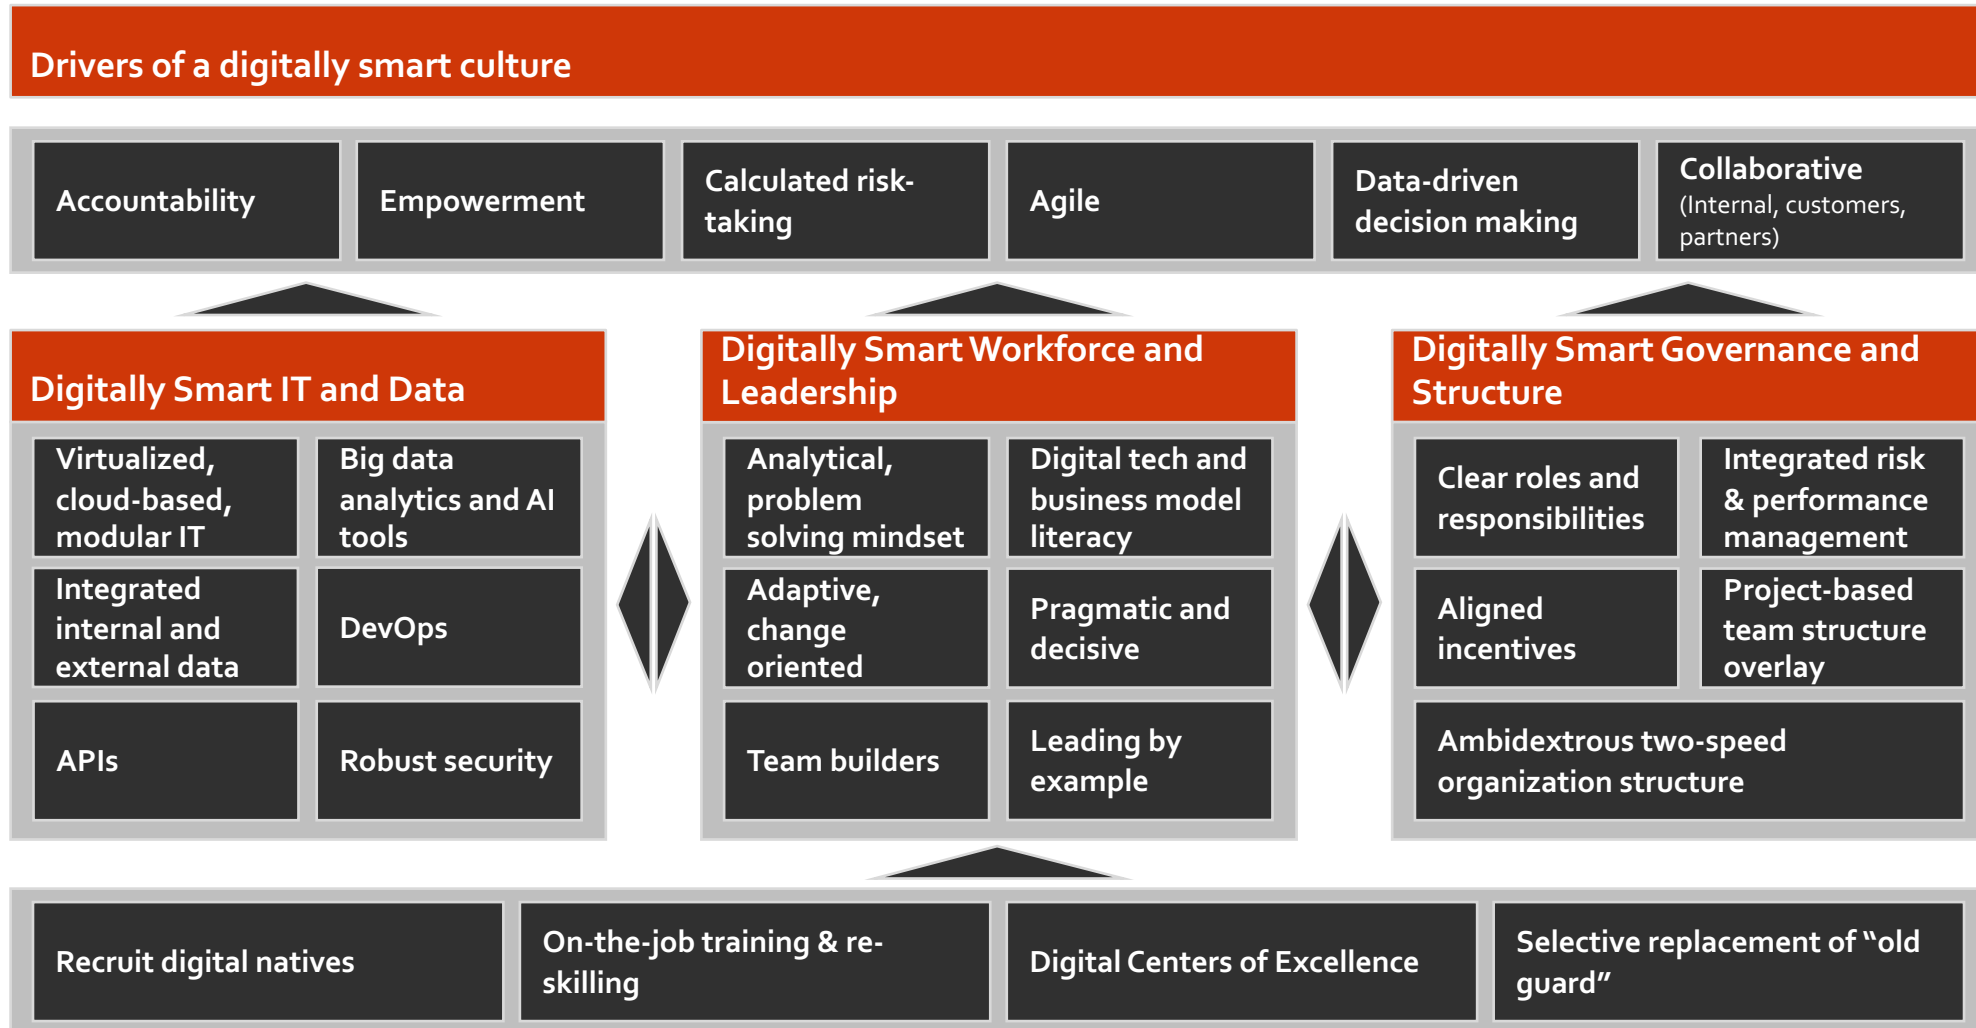 Drivers of a digitally smart culture
Accountability
Empowerment
Calculated risk-
taking
Agile
Data-driven
decision making
Collaborative
(Internal, customers,
partners)
Digitally Smart IT and Data
Virtualized,
cloud-based,
modular IT
Big data
analytics and AI
tools
Integrated
internal and
external data
DevOps
APIs
Robust security
Digitally Smart Workforce and
Leadership
Analytical,
problem
solving mindset
Digital tech and
business model
literacy
Adaptive,
change
oriented
Pragmatic and
decisive
Team builders
Leading by
example
Digitally Smart Governance and
Structure
Clear roles and
responsibilities
Integrated risk
& performance
management
Aligned
incentives
Project-based
team structure
overlay
Ambidextrous two-speed
organization structure
Recruit digital natives
On-the-job training & re-
skilling
Digital Centers of Excellence
Selective replacement of “old
guard”